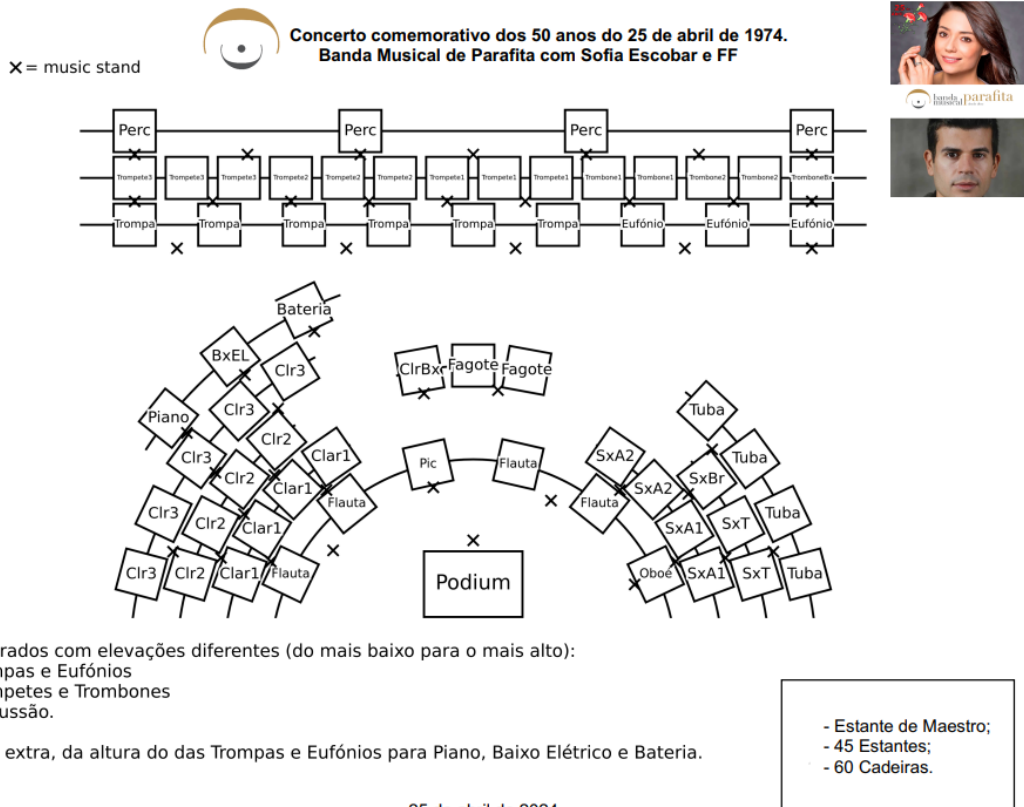 Concerto comemorativo dos 50 anos do 25 de abril de 1974.
Banda Musical de Parafita com Sofia Escobar e FF
= music stand
banda musical parafita
Perc Perc Perc Perc
Trompete3 Trompete3 Trompete3 Trompete2 Trompete2 Trompete2 Trompete1 Trompete1 Trompete1 Trombone1 Trombone1 Trombone2 Trombone2 TromboneBx
Trompa Trompa Trompa Trompa Trompa Trompa Eufónio Eufónio Eufónio
Bateria
BxEL
Clr3
ClrBx Fagote Fagote
Piano
Clr3
Tuba
Clr2
Clar1
SxA2
Tuba
Clr3
Clr2
Clar1
Flauta
Pic
Flauta
Flauta
SxA2
SxBr
Clr3
Clr2
Clar1
SxA1
SxT
Tuba
Clr3
Clr2
Clar1
Flauta
Podium
Oboé
SxA1
SxT
Tuba
rados com elevações diferentes (do mais baixo para o mais alto):
mpas e Eufónios
mpetes e Trombones
ussão.
extra, da altura do das Trompas e Eufónios para Piano, Baixo Elétrico e Bateria.
- Estante de Maestro;
- 45 Estantes;
- 60 Cadeiras.